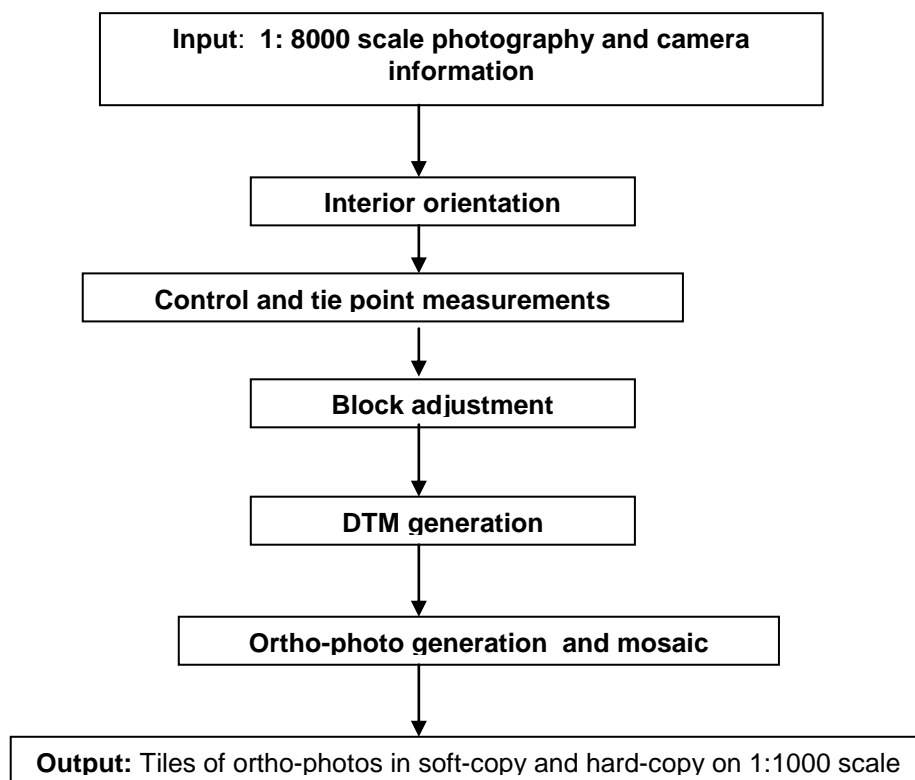 Input: 1: 8000 scale photography and camera
information
Interior orientation
Control and tie point measurements
Block adjustment
DTM generation
Ortho-photo generation and mosaic
Output: Tiles of ortho-photos in soft-copy and hard-copy on 1:1000 scale